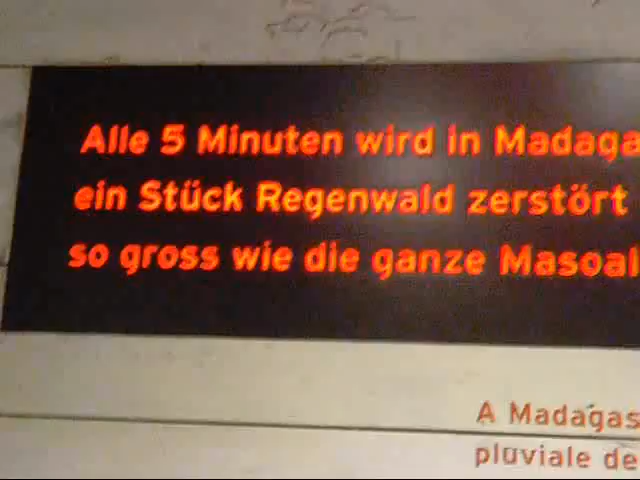 Alle 5 Minuten wird in Madaga
ein Stück Regenwald zerstört
so gross wie die ganze Masoal
A Madagas
pluviale de